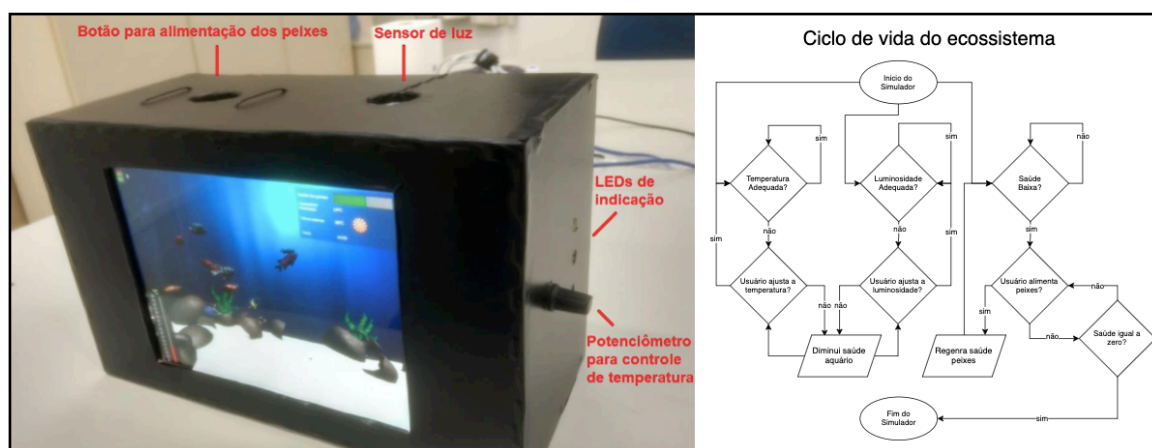 Botão para alimentação dos peixes
Sensor de luz
LEDs de
indicação
Potenciômetro
para controle
de temperatura
Ciclo de vida do ecossistema
Início do
Simulador
sim
sim
não
Temperatura
Adequada?
Luminosidade
Adequada?
Saúde
Baixa?
não
não
sim
sim
sim
Usuário ajusta a
temperatura?
Usuário ajusta a
luminosidade?
Usuário alimenta
peixes?
não
não
não
sim
não
Saúde igual a
zero?
Diminui saúde
aquário
Regenra saúde
peixes
Fim do
Simulador
sim